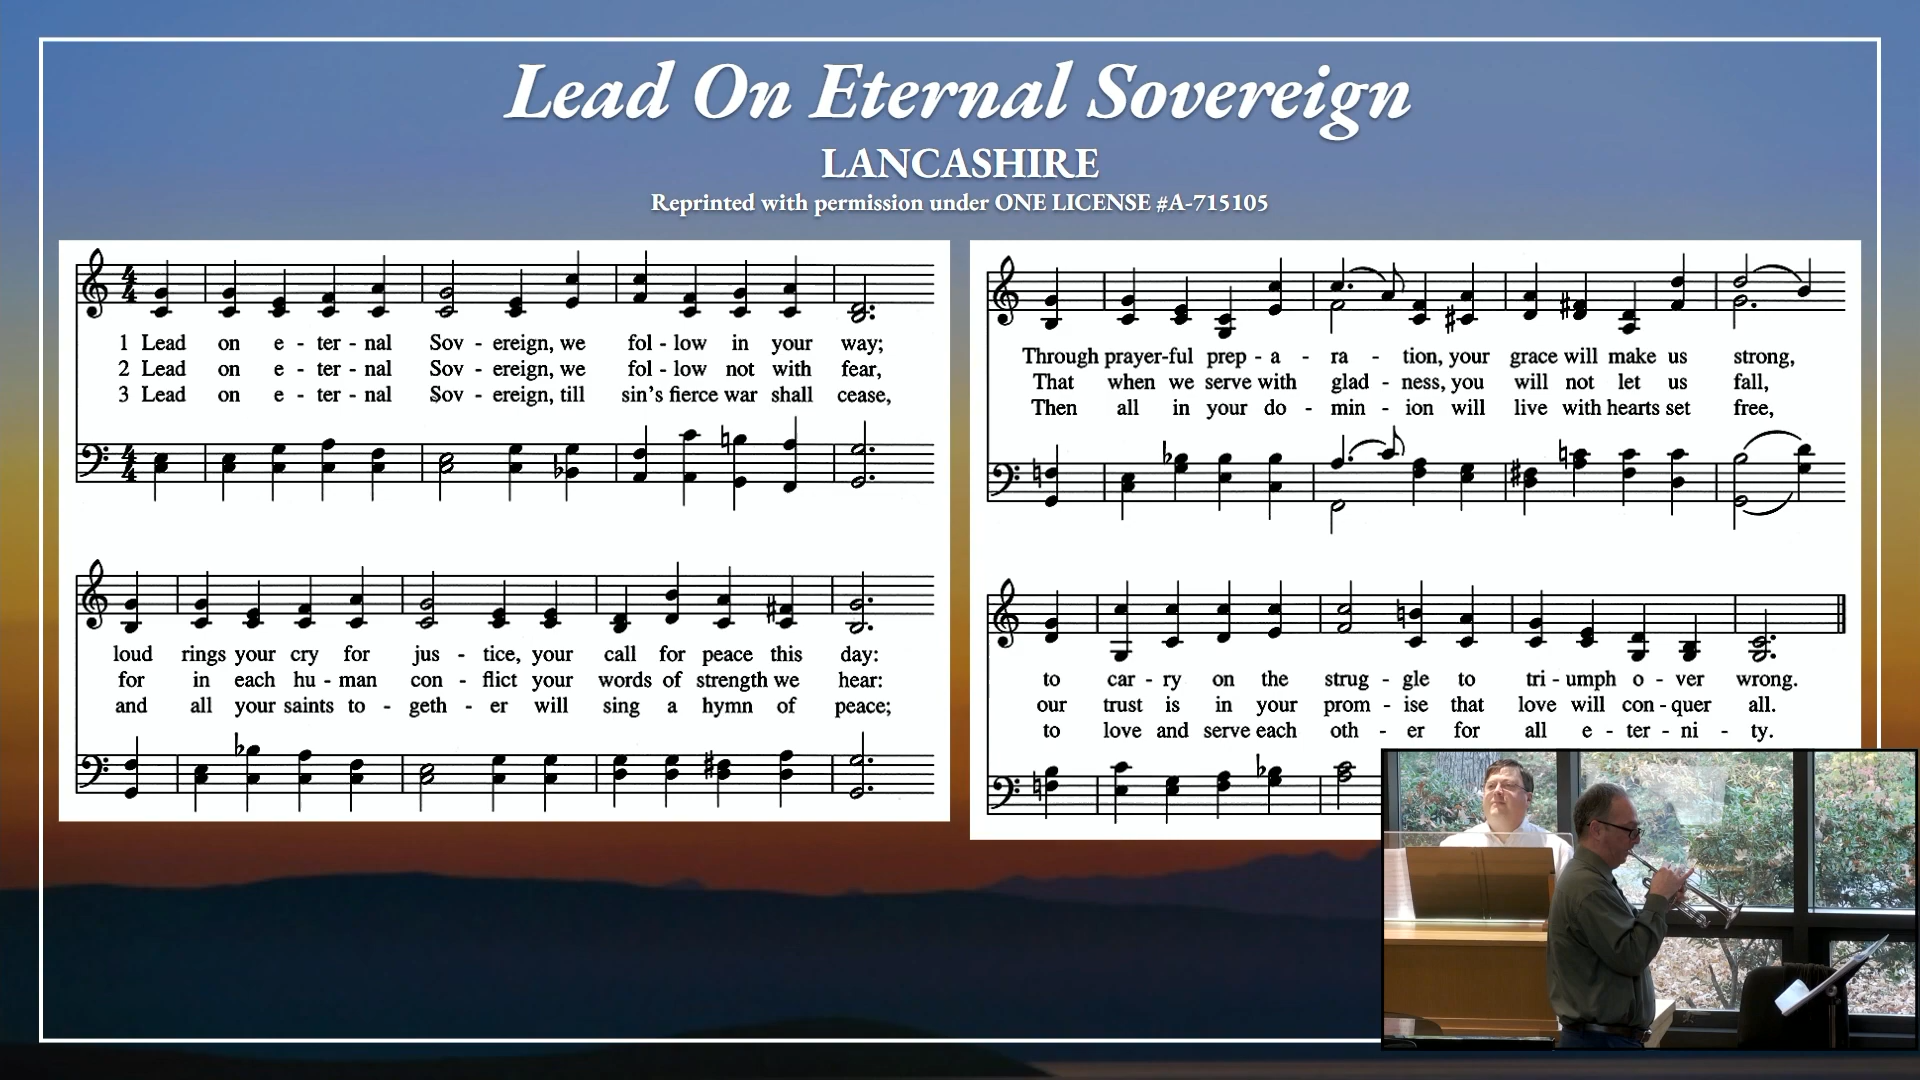 Lead On Eternal Sovereign
LANCASHIRE
Reprinted with permission under ONE LICENSE #A-715105
1 Lead on e - ter - nal Sov - ereign, we fol - low in your way;
2 Lead on e - ter - nal Sov - ereign, we fol - low not with fear,
3 Lead on e - ter - nal Sov - ereign, till sin's fierce war shall cease,
loud rings your cry for jus - tice, your call for peace this day:
for in each hu - man con - flict your words of strength we hear:
and all your saints to - geth - er will sing a hymn of peace;
Through prayer-ful prep - a - ra - tion, your grace will make us strong,
That when we serve with glad - ness, you will not let us fall,
Then all in your do - min - ion will live with hearts set free,
to car - ry on the strug - gle to tri - umph o - ver wrong.
our trust is in your prom - ise that love will con - quer all.
to love and serve each oth - er for all e - ter - ni - ty.